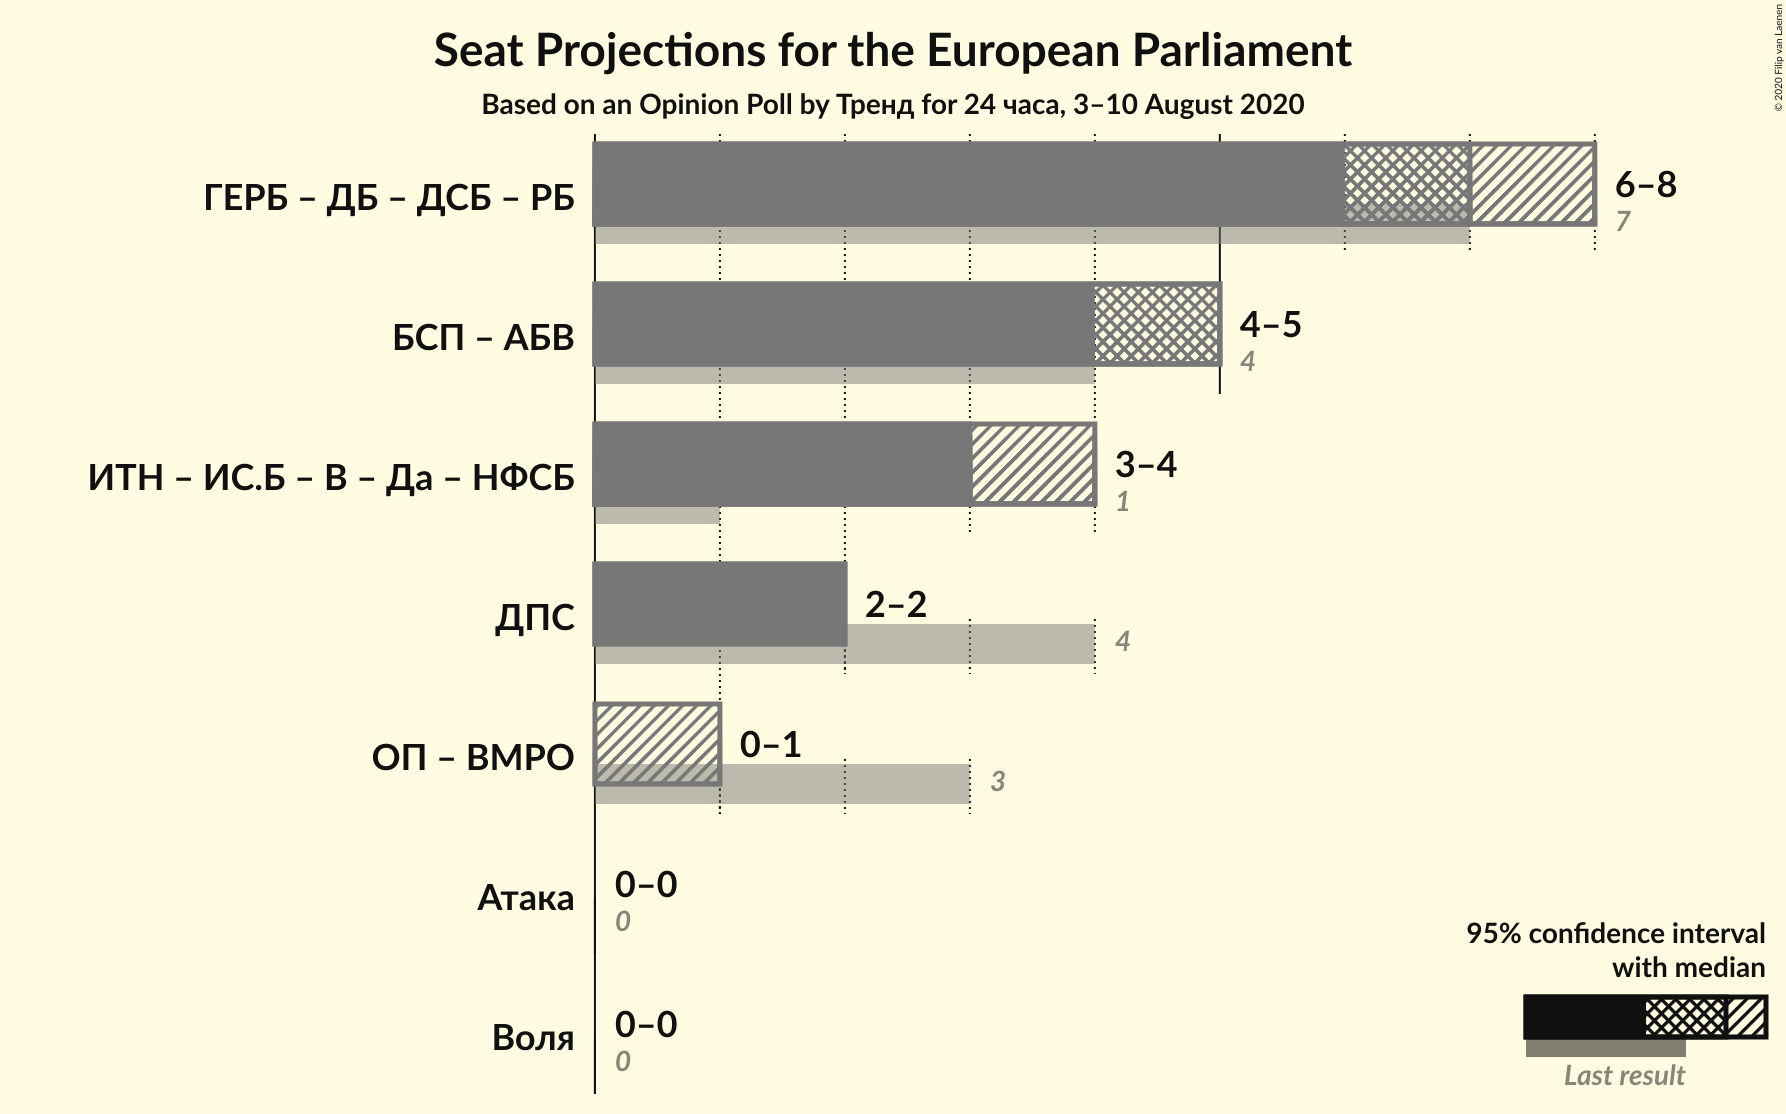 Seat Projections for the European Parliament
Based on an Opinion Poll by Тренд for 24 часа, 3–10 August 2020
© 2020 Filip van Laenen
ГЕРБ – ДБ – ДСБ – РБ
6–8
7
БСП – АБВ
4–5
4
ИТН – ИС.Б – В – Да – НФСБ
3–4
1
ДПС
2–2
4
ОП – ВМРО
0–1
3
Атака
0–0
0
Воля
0–0
0
95% confidence interval
with median
Last result